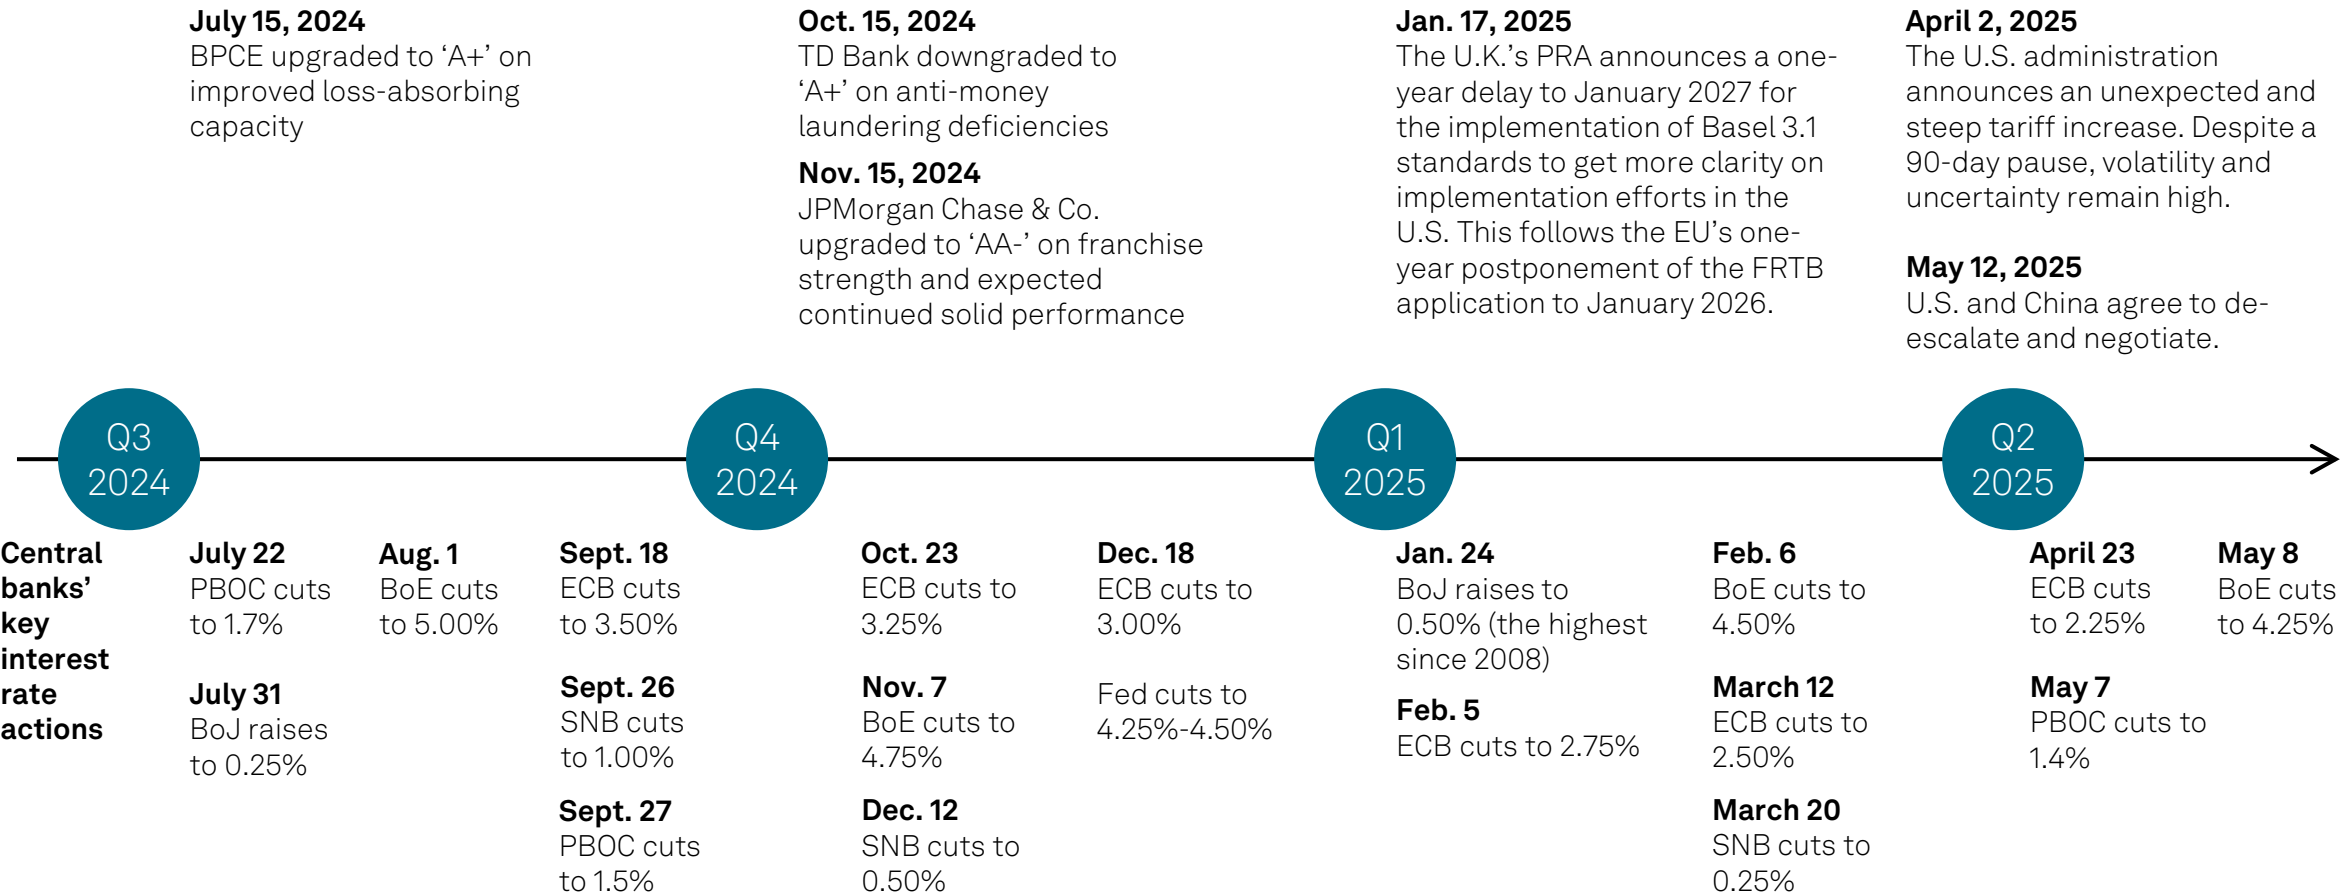 July 15, 2024
BPCE upgraded to ‘A+’ on
improved loss-absorbing
capacity
Oct. 15, 2024
TD Bank downgraded to
‘A+’ on anti-money
laundering deficiencies
Nov. 15, 2024
JPMorgan Chase & Co.
upgraded to ‘AA-’ on franchise
strength and expected
continued solid performance
Jan. 17, 2025
The U.K.’s PRA announces a one-
year delay to January 2027 for
the implementation of Basel 3.1
standards to get more clarity on
implementation efforts in the
U.S. This follows the EU’s one-
year postponement of the FRTB
application to January 2026.
April 2, 2025
The U.S. administration
announces an unexpected and
steep tariff increase. Despite a
90-day pause, volatility and
uncertainty remain high.
May 12, 2025
U.S. and China agree to de-
escalate and negotiate.
Q3
2024
Q4
2024
Q1
2025
Q2
2025
Central
banks’
key
interest
rate
actions
July 22
PBOC cuts
to 1.7%
July 31
BoJ raises
to 0.25%
Aug. 1
BoE cuts
to 5.00%
Sept. 18
ECB cuts
to 3.50%
Sept. 26
SNB cuts
to 1.00%
Sept. 27
PBOC cuts
to 1.5%
Oct. 23
ECB cuts to
3.25%
Nov. 7
BoE cuts to
4.75%
Dec. 12
SNB cuts to
0.50%
Dec. 18
ECB cuts to
3.00%
Fed cuts to
4.25%-4.50%
Jan. 24
BoJ raises to
0.50% (the highest
since 2008)
Feb. 5
ECB cuts to 2.75%
Feb. 6
BoE cuts to
4.50%
March 12
ECB cuts to
2.50%
March 20
SNB cuts to
0.25%
April 23
ECB cuts
to 2.25%
May 7
PBOC cuts to
1.4%
May 8
BoE cuts
to 4.25%